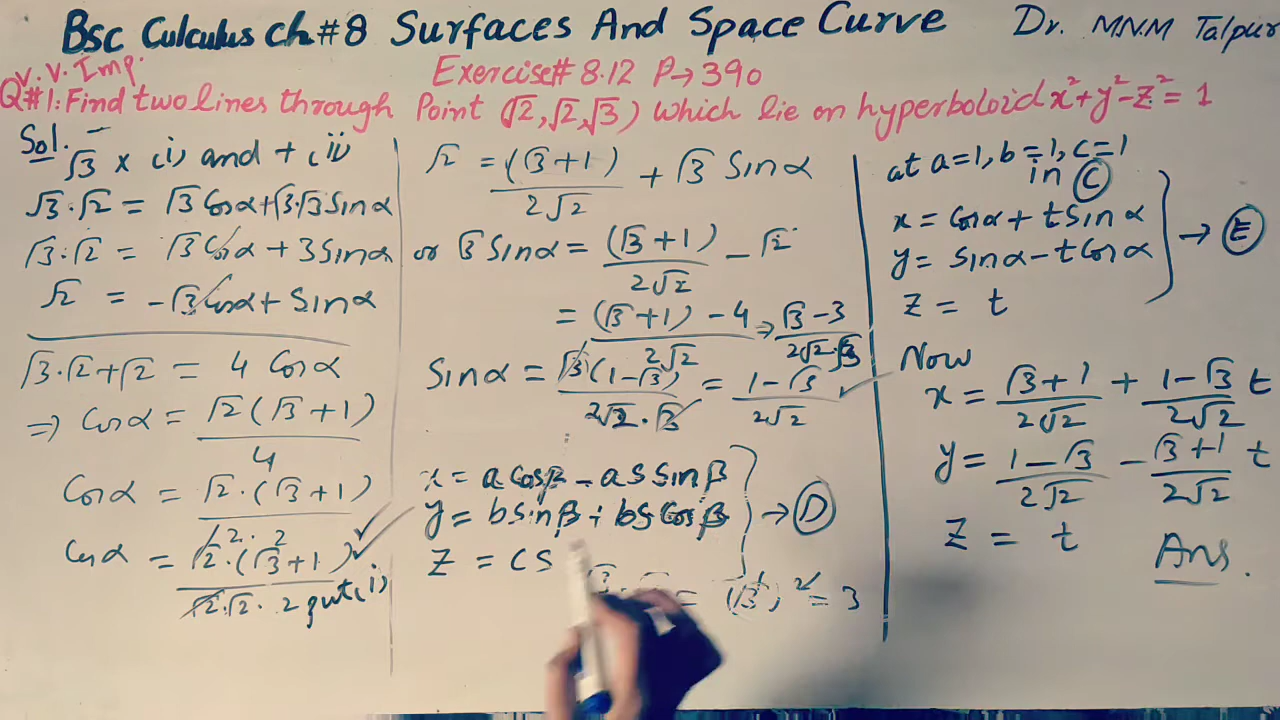 Bsc Calculus Ch#8 Surfaces And Space Curve Dr. M.N.M Talpur
V.V.Imp.
Exercise# 8.12 P→390
Q#1: Find two lines through Point (√2,√2,√3) Which lie on hyperboloid x²+y²-z²=1
Sol.
√3 x (i) and + (ii)
√3·√2 = √3 Cosα+√3·√3 Sinα
√3·√2 = √3 Cosα + 3 Sinα
√2 = -√3 Cosα + Sinα
√3·√2+√2 = 4 Cosα
⇒ Cosα = √2(√3+1)/4
Cosα = √2·(√3+1)/2·2
Cosα = √2·(√3+1)/√2·√2·2 put (i)
√2 = (√3+1)/2√2 + √3 Sinα
or √3 Sinα = (√3+1)/2√2 - √2
= (√3+1)-4/2√2 ⇒ √3-3/2√2·√3
Sinα = √3(1-√3)/2√2·√3 = 1-√3/2√2
x = a cosβ - a s sinβ
y = b sinβ + b s cosβ → D
z = c s
= (√3)² = 3
at a=1, b=1, c=1
in C
x = Cosα + t Sinα
y = Sinα - t Cosα → E
z = t
Now
x = √3+1/2√2 + 1-√3/2√2 t
y = 1-√3/2√2 - √3+1/2√2 t
z = t
Ans.